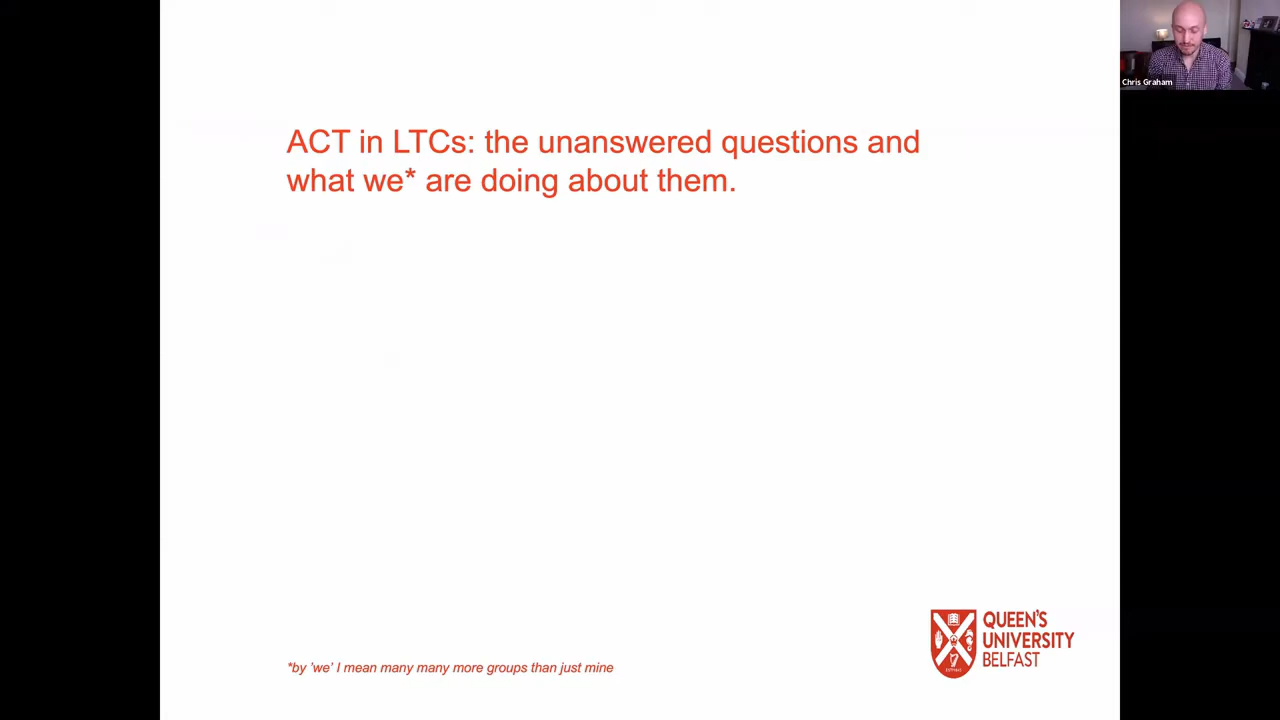 Chris Graham
ACT in LTCs: the unanswered questions and
what we* are doing about them.
QUEEN'S
UNIVERSITY
BELFAST
*by 'we' I mean many many more groups than just mine